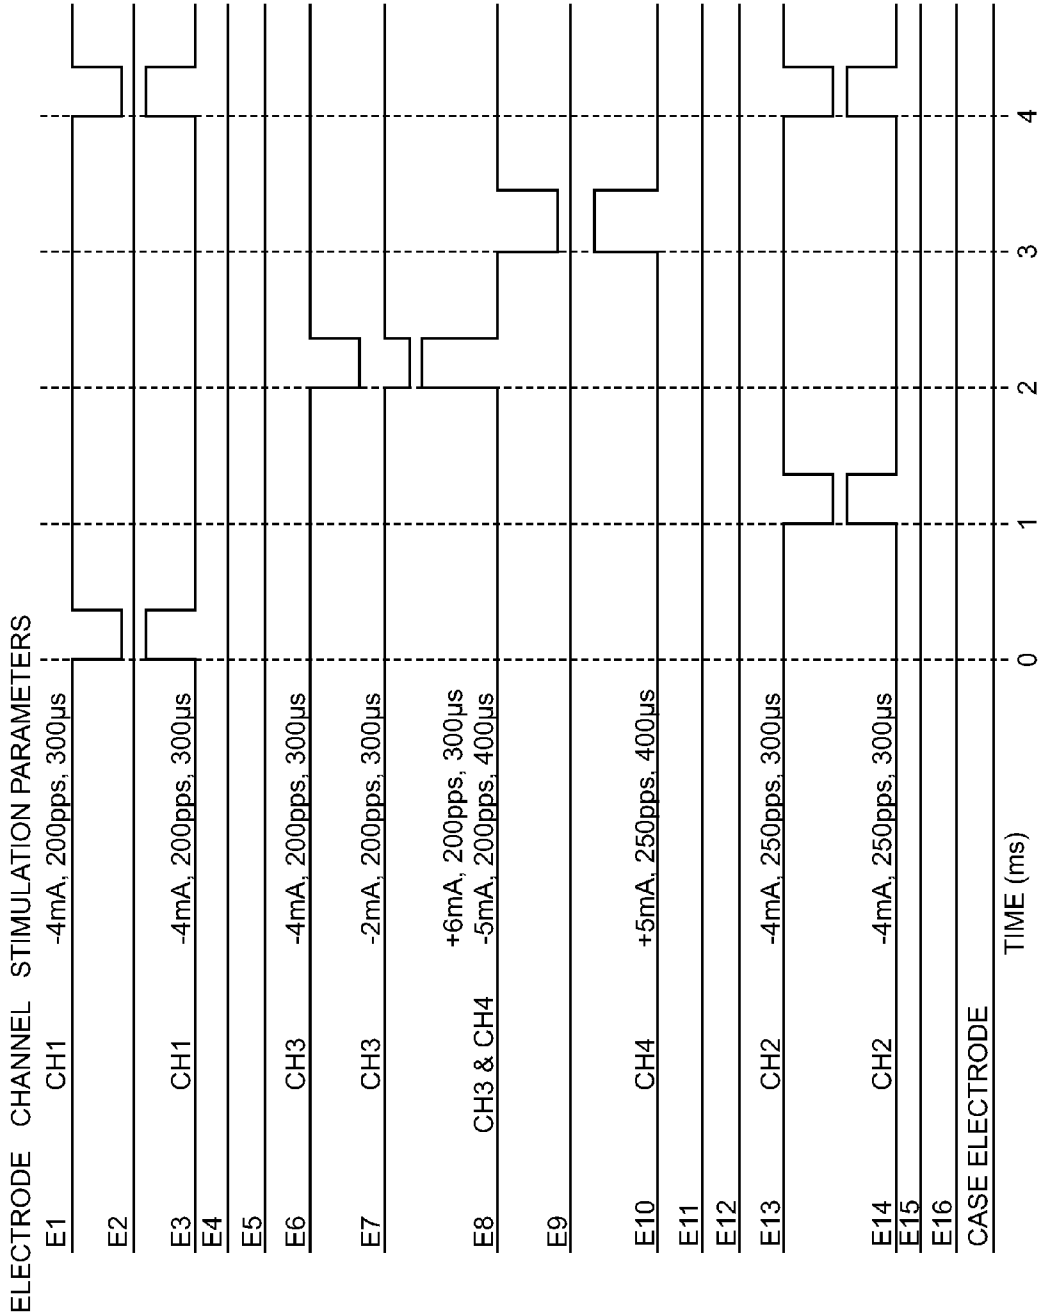 ELECTRODE CHANNEL STIMULATION PARAMETERS
E1 CH1 -4mA, 200pps, 300µs
E2
E3 CH1 -4mA, 200pps, 300µs
E4
E5
E6 CH3 -4mA, 200pps, 300µs
E7 CH3 -2mA, 200pps, 300µs
+6mA, 200pps, 300µs
E8 CH3 & CH4 -5mA, 200pps, 400µs
E9
E10 CH4 +5mA, 250pps, 400µs
E11
E12
E13 CH2 -4mA, 250pps, 300µs
E14 CH2 -4mA, 250pps, 300µs
E15
E16
CASE ELECTRODE
0 1 2 3 4
TIME (ms)